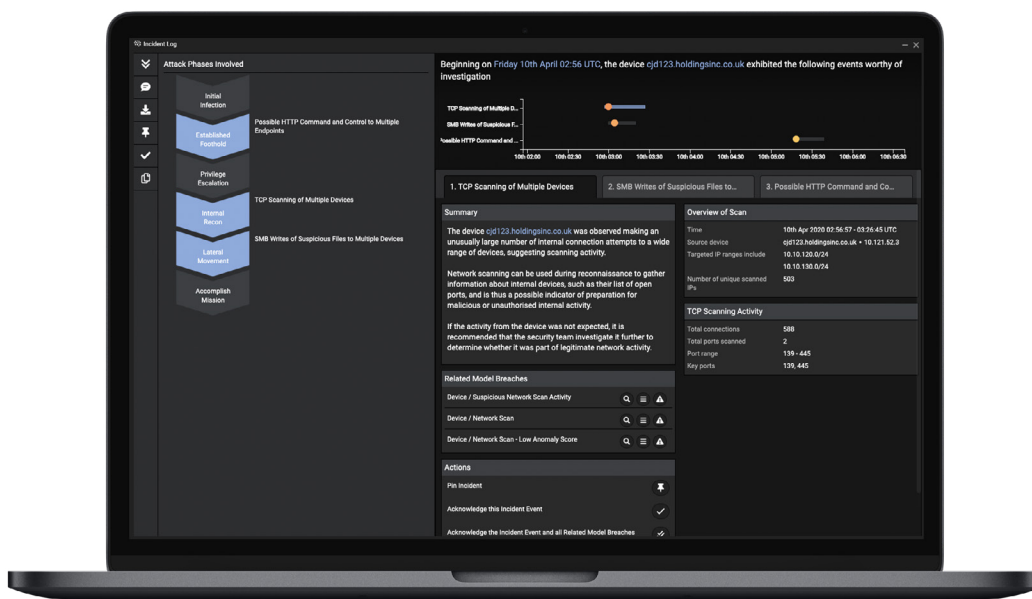 Incident Log
Attack Phases Involved
Initial
Infection
Established
Foothold
Possible HTTP Command and Control to Multiple
Endpoints
Privilege
Escalation
Internal
Recon
TCP Scanning of Multiple Devices
Lateral
Movement
SMB Writes of Suspicious Files to Multiple Devices
Accomplish
Mission
Beginning on Friday 10th April 02:56 UTC, the device cjd123.holdingsinc.co.uk exhibited the following events worthy of
investigation
TCP Scanning of Multiple D...
SMB Writes of Suspicious F...
Possible HTTP Command and ...
10th 02:00 10th 02:30 10th 03:00 10th 03:30 10th 04:00 10th 04:30 10th 05:00 10th 05:30 10th 06:00 10th 06:30
1. TCP Scanning of Multiple Devices
2. SMB Writes of Suspicious Files to...
3. Possible HTTP Command and Co...
Summary
The device cjd123.holdingsinc.co.uk was observed making an
unusually large number of internal connection attempts to a wide
range of devices, suggesting scanning activity.
Network scanning can be used during reconnaissance to gather
information about internal devices, such as their list of open
ports, and is thus a possible indicator of preparation for
malicious or unauthorised internal activity.
If the activity from the device was not expected, it is
recommended that the security team investigate it further to
determine whether it was part of legitimate network activity.
Related Model Breaches
Device / Suspicious Network Scan Activity
Device / Network Scan
Device / Network Scan - Low Anomaly Score
Actions
Pin Incident
Acknowledge this Incident Event
Acknowledge the Incident Event and all Related Model Breaches
Overview of Scan
Time 10th Apr 2020 02:56:57 - 03:26:45 UTC
Source device cjd123.holdingsinc.co.uk • 10.121.52.3
Targeted IP ranges include 10.10.120.0/24
10.10.130.0/24
Number of unique scanned 503
IPs
TCP Scanning Activity
Total connections 588
Total ports scanned 2
Port range 139 - 445
Key ports 139, 445